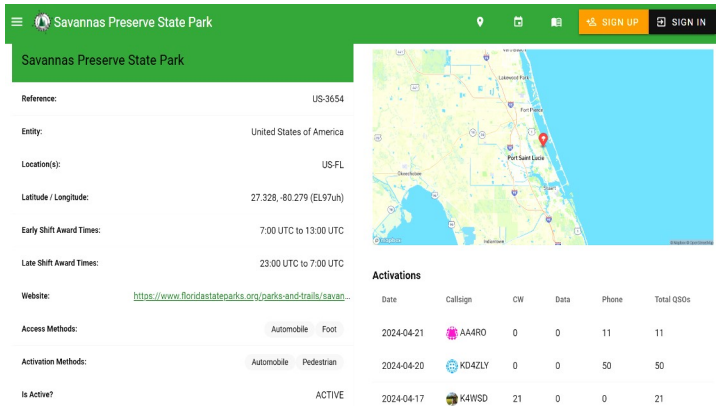 Savannas Preserve State Park
SIGN UP
SIGN IN
Savannas Preserve State Park
Reference: US-3654
Entity: United States of America
Location(s): US-FL
Latitude / Longitude: 27.328, -80.279 (EL97uh)
Early Shift Award Times: 7:00 UTC to 13:00 UTC
Late Shift Award Times: 23:00 UTC to 7:00 UTC
Website: https://www.floridastateparks.org/parks-and-trails/savan...
Access Methods: Automobile Foot
Activation Methods: Automobile Pedestrian
Is Active? ACTIVE
Lakewood Park
Fort Pierce
Port Saint Lucie
Okeechobee
Stuart
Indiantown
Activations
Date Callsign CW Data Phone Total QSOs
2024-04-21 AA4RO 0 0 11 11
2024-04-20 KD4ZLY 0 0 50 50
2024-04-17 K4WSD 21 0 0 21